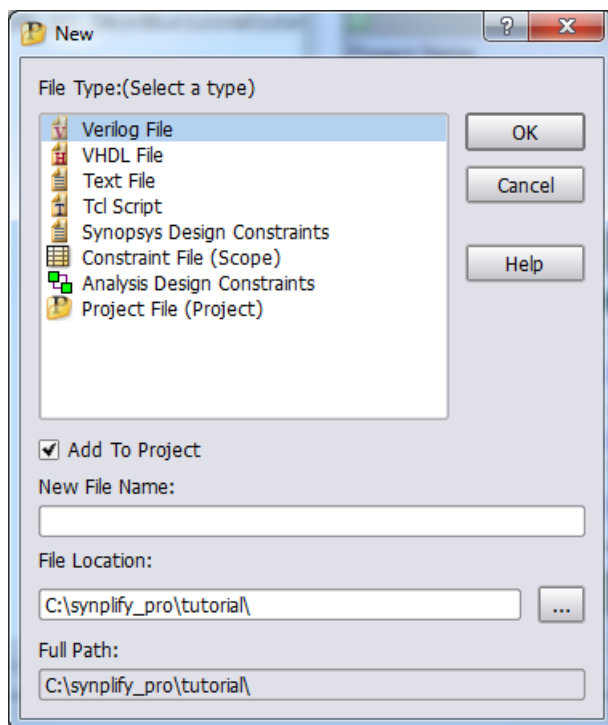 New
File Type:(Select a type)
Verilog File
VHDL File
Text File
Tcl Script
Synopsys Design Constraints
Constraint File (Scope)
Analysis Design Constraints
Project File (Project)
OK
Cancel
Help
Add To Project
New File Name:
File Location:
C:\synplify_pro\tutorial\
...
Full Path:
C:\synplify_pro\tutorial\